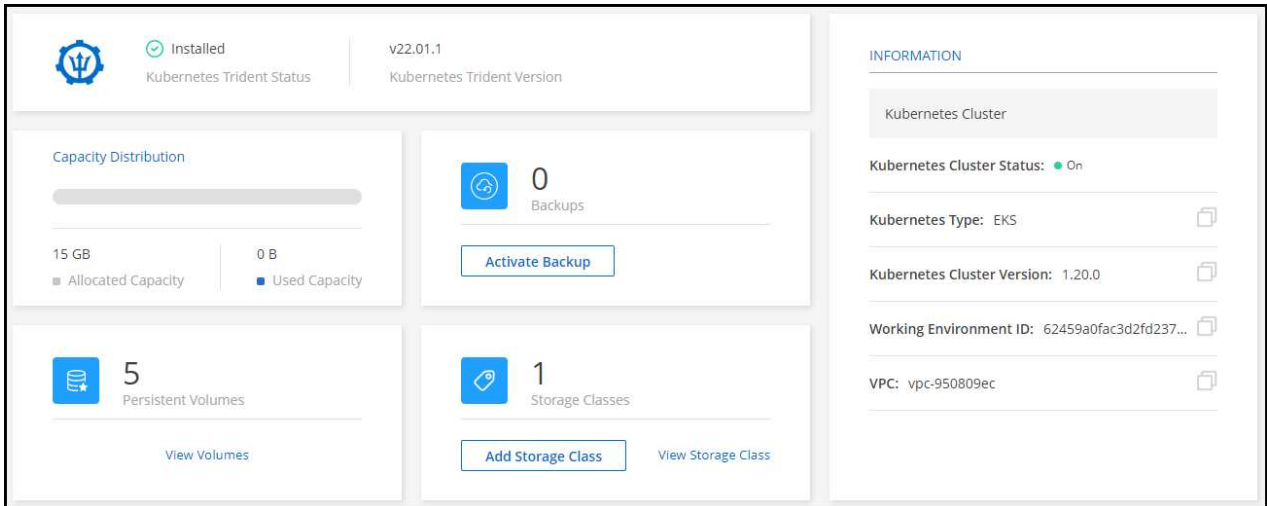 Installed
Kubernetes Trident Status
v22.01.1
Kubernetes Trident Version
Capacity Distribution
15 GB
Allocated Capacity
0 B
Used Capacity
0
Backups
Activate Backup
5
Persistent Volumes
View Volumes
1
Storage Classes
Add Storage Class
View Storage Class
INFORMATION
Kubernetes Cluster
Kubernetes Cluster Status: On
Kubernetes Type: EKS
Kubernetes Cluster Version: 1.20.0
Working Environment ID: 62459a0fac3d2fd237...
VPC: vpc-950809ec